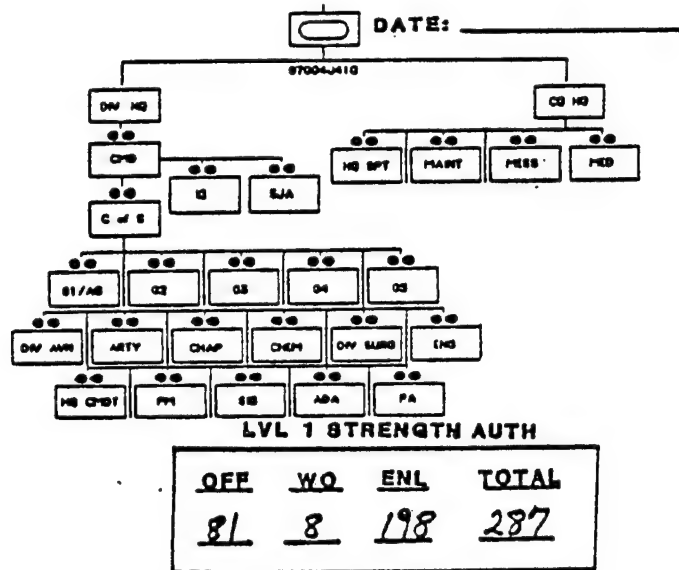 DATE:
87004J410
DIV HQ
CO HQ
CMD
HQ SPT MAINT MESS MED
IG SJA
C of S
G1/AG G2 G3 G4 G5
DIV AVN ARTY CHAP CHEM DIV SURG ENG
HQ CMDT PM SIG ADA PA
LVL 1 STRENGTH AUTH
OFF WO ENL TOTAL
81 8 198 287